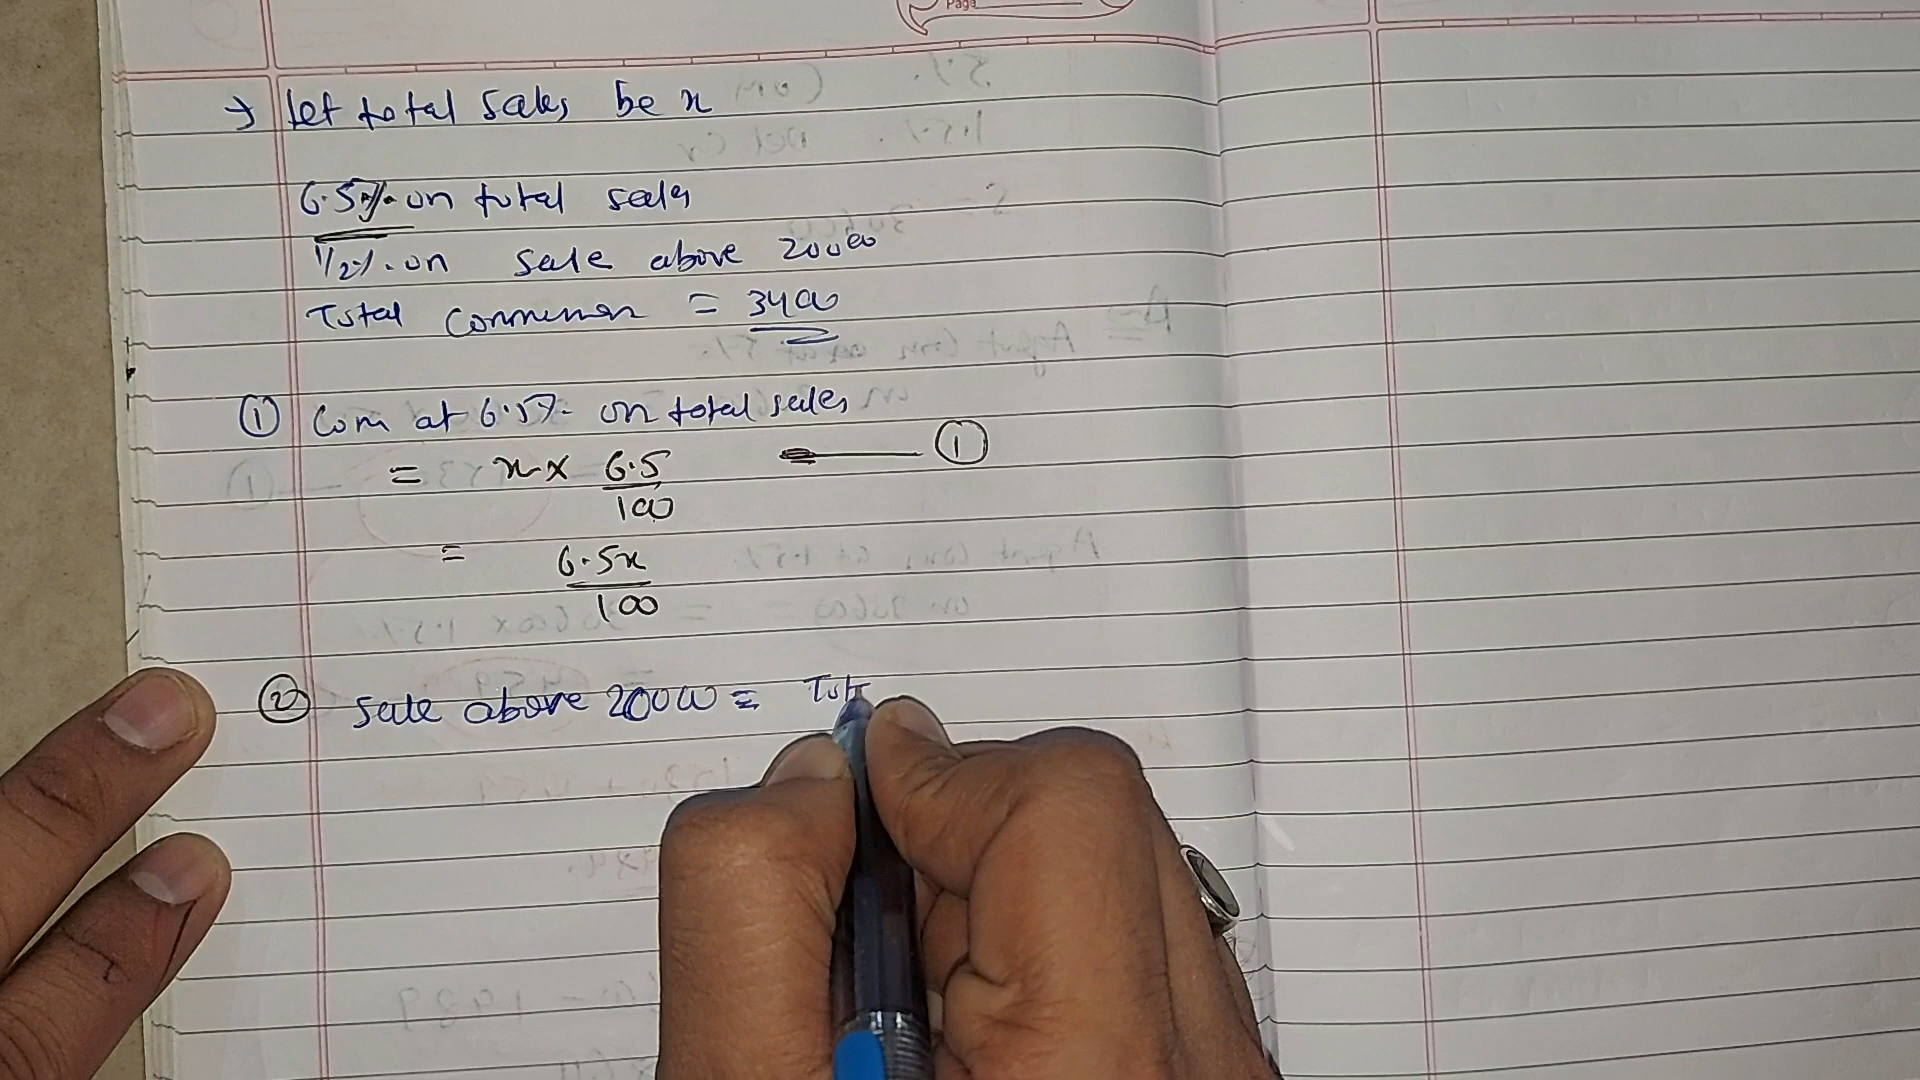 Page
→ let total sales be x
6.5% on total sales
1/2% on sale above 20000
Total Commission = 3400
① Com at 6.5% on total sales
= x × 6.5/100 — ①
= 6.5x/100
② Sale above 20000 = Tot